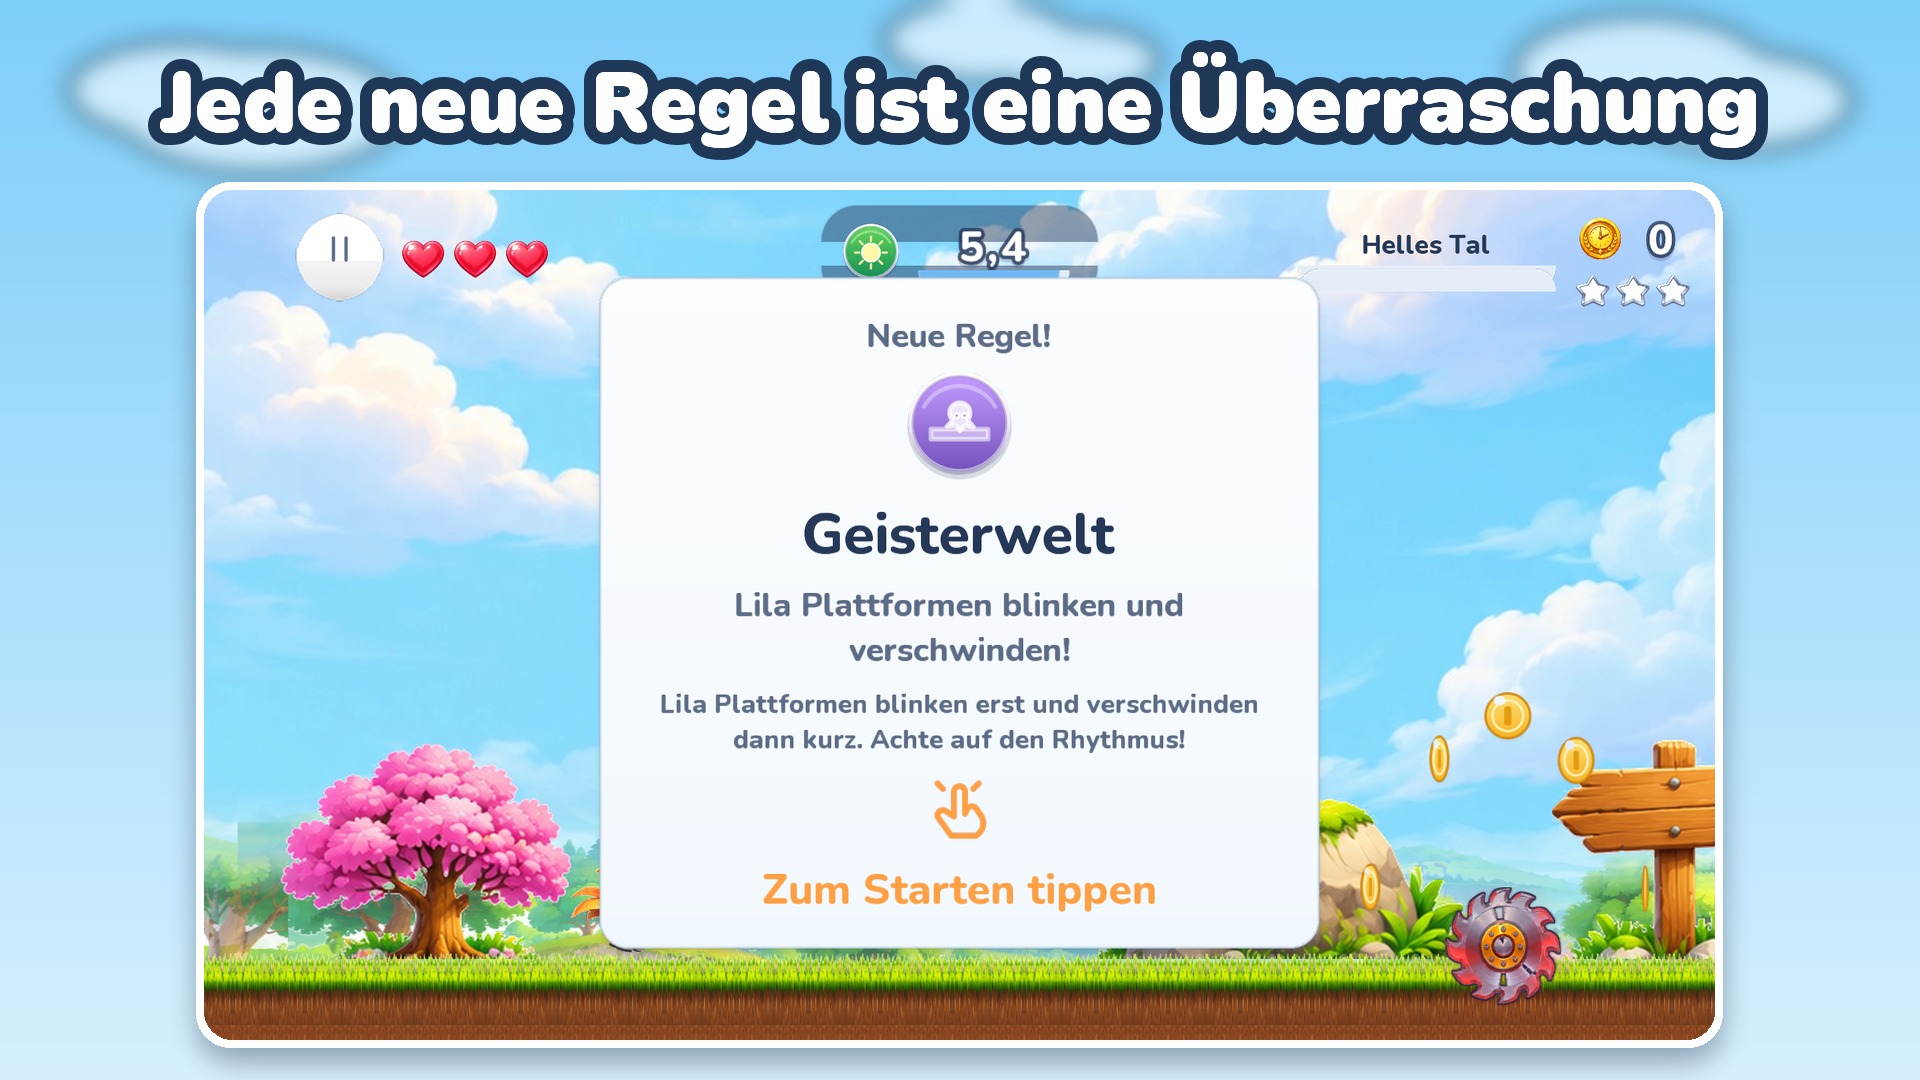 Jede neue Regel ist eine Überraschung
5,4
Helles Tal
0
Neue Regel!
Geisterwelt
Lila Plattformen blinken und
verschwinden!
Lila Plattformen blinken erst und verschwinden
dann kurz. Achte auf den Rhythmus!
Zum Starten tippen